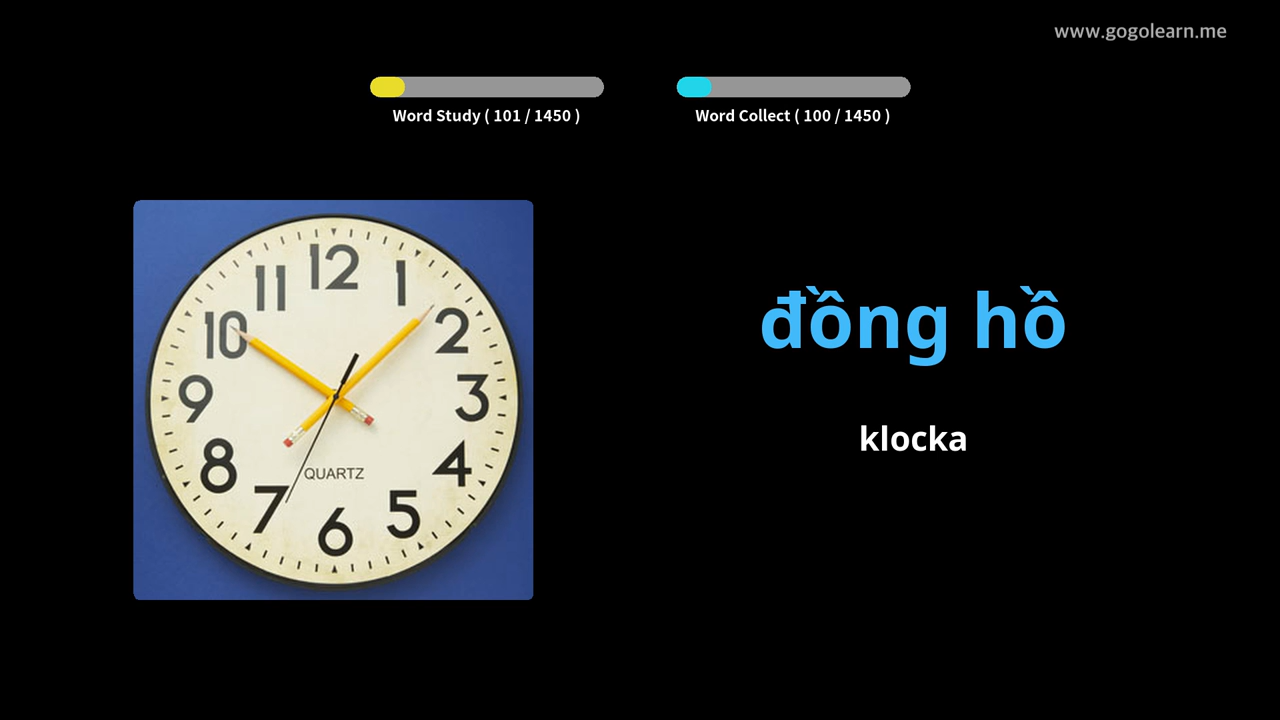 www.gogolearn.me
Word Study ( 101 / 1450 )
Word Collect ( 100 / 1450 )
12
11
1
10
2
9
3
8
4
QUARTZ
7
5
6
đồng hồ
klocka